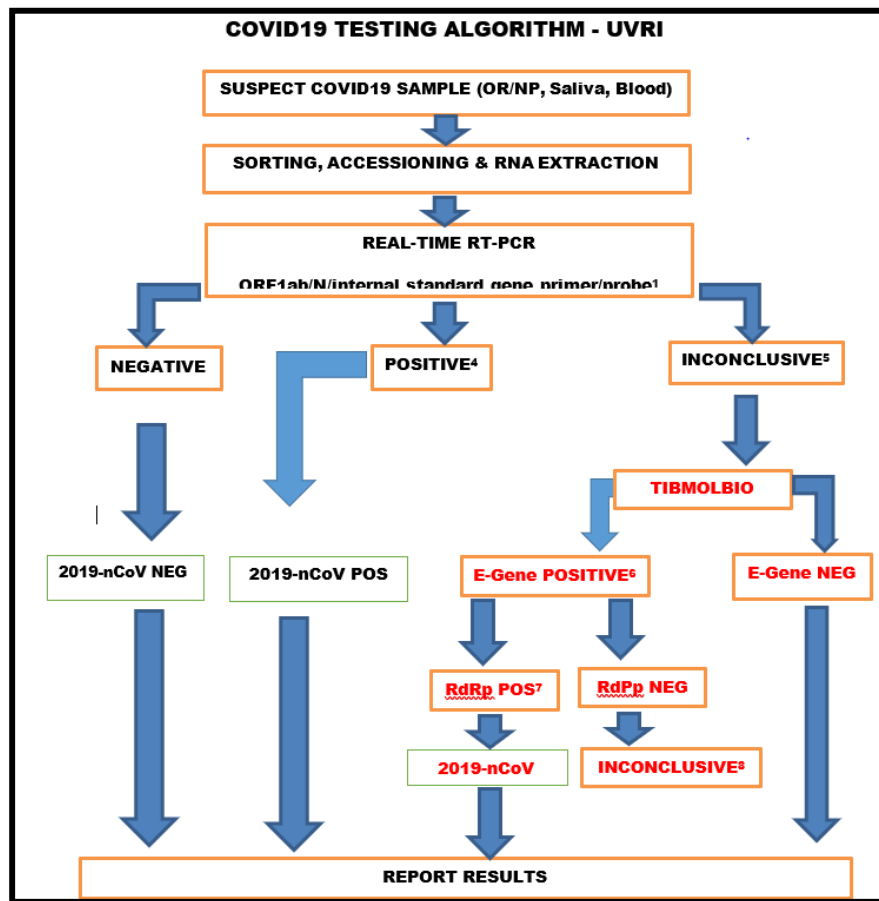 COVID19 TESTING ALGORITHM - UVRI
SUSPECT COVID19 SAMPLE (OR/NP, Saliva, Blood)
SORTING, ACCESSIONING & RNA EXTRACTION
REAL-TIME RT-PCR
ORF1ab/N/internal standard gene primer/probe¹
NEGATIVE
POSITIVE⁴
INCONCLUSIVE⁵
TIBMOLBIO
2019-nCoV NEG
2019-nCoV POS
E-Gene POSITIVE⁶
E-Gene NEG
RdRp POS⁷
RdPp NEG
2019-nCoV
INCONCLUSIVE⁸
REPORT RESULTS